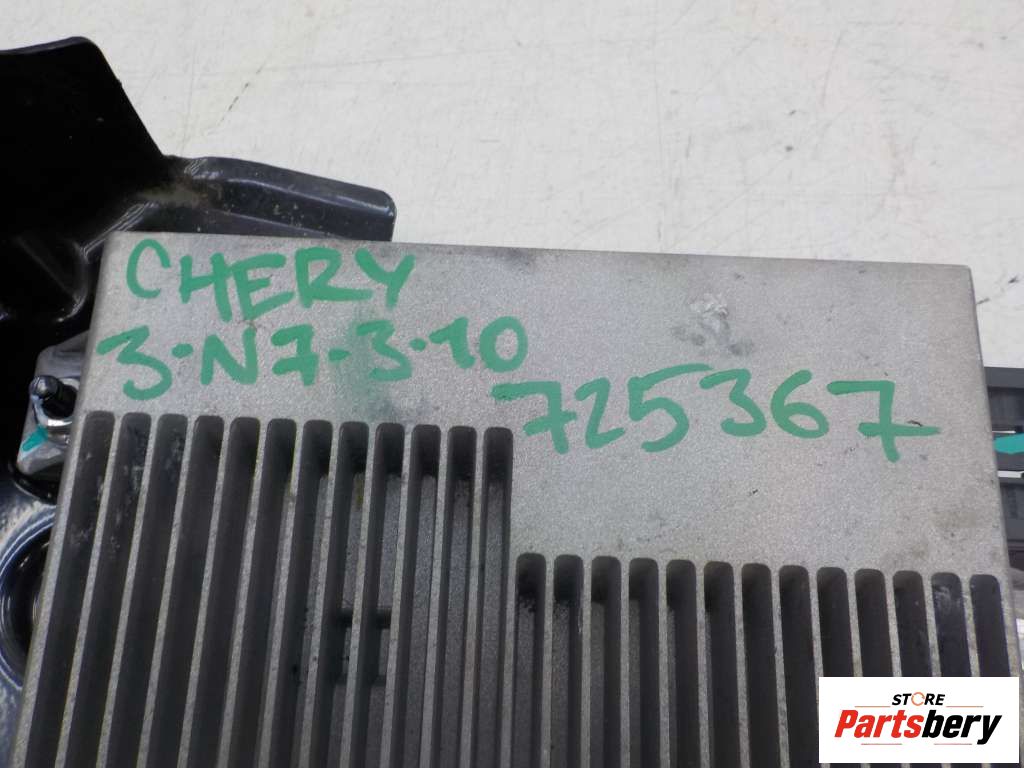 CHERY
3-N7-3-10
725367
STORE
Partsbery